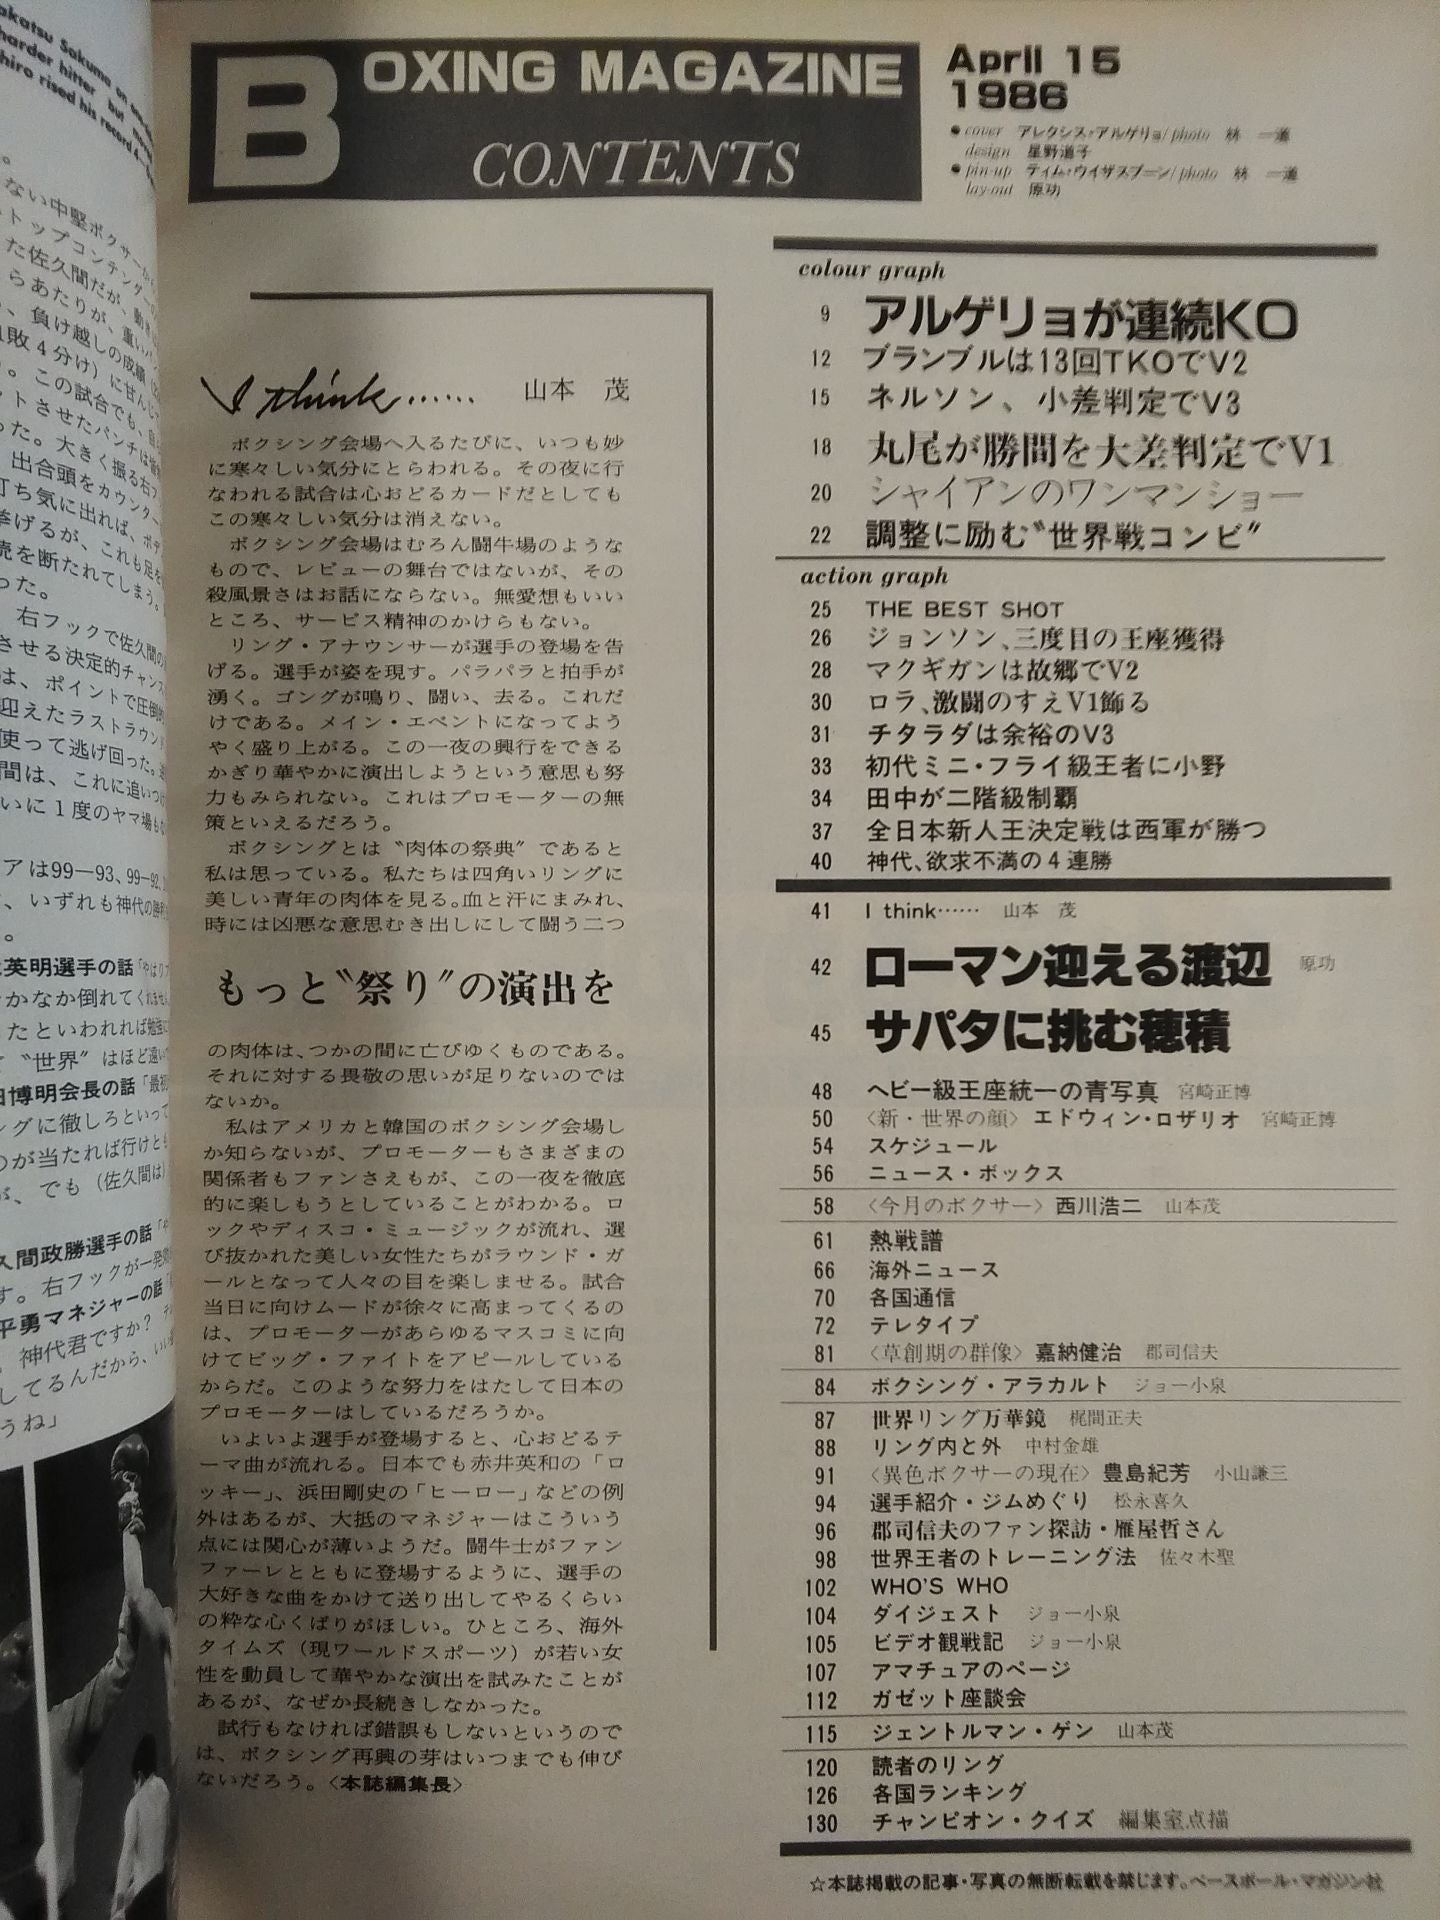 BOXING MAGAZINE
CONTENTS
April 15
1986
●cover アレクシス・アルゲリョ/photo 林 一道
design 星野道子
●pin-up ティム・ウイザスプーン/photo 林 一道
lay-out 原功
I think…… 山本 茂
ボクシング会場へ入るたびに、いつも妙
に寒々しい気分にとらわれる。その夜に行
なわれる試合は心おどるカードだとしても
この寒々しい気分は消えない。
ボクシング会場はむろん闘牛場のような
もので、レビューの舞台ではないが、その
殺風景さはお話にならない。無愛想もいい
ところ、サービス精神のかけらもない。
リング・アナウンサーが選手の登場を告
げる。選手が姿を現す。パラパラと拍手が
湧く。ゴングが鳴り、闘い、去る。これだ
けである。メイン・エベントになってよう
やく盛り上がる。この一夜の興行をできる
かぎり華やかに演出しようという意思も努
力もみられない。これはプロモーターの無
策といえるだろう。
ボクシングとは〝肉体の祭典〟であると
私は思っている。私たちは四角いリングに
美しい青年の肉体を見る。血と汗にまみれ、
時には凶悪な意思むき出しにして闘う二つ
もっと〝祭り〟の演出を
の肉体は、つかの間に亡びゆくものである。
それに対する畏敬の思いが足りないのでは
ないか。
私はアメリカと韓国のボクシング会場し
か知らないが、プロモーターもさまざまの
関係者もファンさえもが、この一夜を徹底
的に楽しもうとしていることがわかる。ロ
ックやディスコ・ミュージックが流れ、選
び抜かれた美しい女性たちがラウンド・ガ
ールとなって人々の目を楽しませる。試合
当日に向けムードが徐々に高まってくるの
は、プロモーターがあらゆるマスコミに向
けてビッグ・ファイトをアピールしている
からだ。このような努力をはたして日本の
プロモーターはしているだろうか。
いよいよ選手が登場すると、心おどるテ
ーマ曲が流れる。日本でも赤井英和の「ロ
ッキー」、浜田剛史の「ヒーロー」などの例
外はあるが、大抵のマネジャーはこういう
点には関心が薄いようだ。闘牛士がファン
ファーレとともに登場するように、選手の
大好きな曲をかけて送り出してやるくらい
の粋な心くばりがほしい。ひところ、海外
タイムズ（現ワールドスポーツ）が若い女
性を動員して華やかな演出を試みたことが
あるが、なぜか長続きしなかった。
試行もなければ錯誤もしないというので
は、ボクシング再興の芽はいつまでも伸び
ないだろう。〈本誌編集長〉
colour graph
9 アルゲリョが連続KO
12 ブランブルは13回TKOでV2
15 ネルソン、小差判定でV3
18 丸尾が勝間を大差判定でV1
20 シャイアンのワンマンショー
22 調整に励む〝世界戦コンビ〟
action graph
25 THE BEST SHOT
26 ジョンソン、三度目の王座獲得
28 マクギガンは故郷でV2
30 ロラ、激闘のすえV1飾る
31 チタラダは余裕のV3
33 初代ミニ・フライ級王者に小野
34 田中が二階級制覇
37 全日本新人王決定戦は西軍が勝つ
40 神代、欲求不満の4連勝
41 I think…… 山本 茂
42 ローマン迎える渡辺 原功
45 サパタに挑む穂積
48 ヘビー級王座統一の青写真 宮崎正博
50 〈新・世界の顔〉エドウィン・ロザリオ 宮崎正博
54 スケジュール
56 ニュース・ボックス
58 〈今月のボクサー〉西川浩二 山本茂
61 熱戦譜
66 海外ニュース
70 各国通信
72 テレタイプ
81 〈草創期の群像〉嘉納健治 郡司信夫
84 ボクシング・アラカルト ジョー小泉
87 世界リング万華鏡 梶間正夫
88 リング内と外 中村金雄
91 〈異色ボクサーの現在〉豊島紀芳 小山謙三
94 選手紹介・ジムめぐり 松永喜久
96 郡司信夫のファン探訪・雁屋哲さん
98 世界王者のトレーニング法 佐々木聖
102 WHO'S WHO
104 ダイジェスト ジョー小泉
105 ビデオ観戦記 ジョー小泉
107 アマチュアのページ
112 ガゼット座談会
115 ジェントルマン・ゲン 山本茂
120 読者のリング
126 各国ランキング
130 チャンピオン・クイズ 編集室点描
☆本誌掲載の記事・写真の無断転載を禁じます。ベースボール・マガジン社